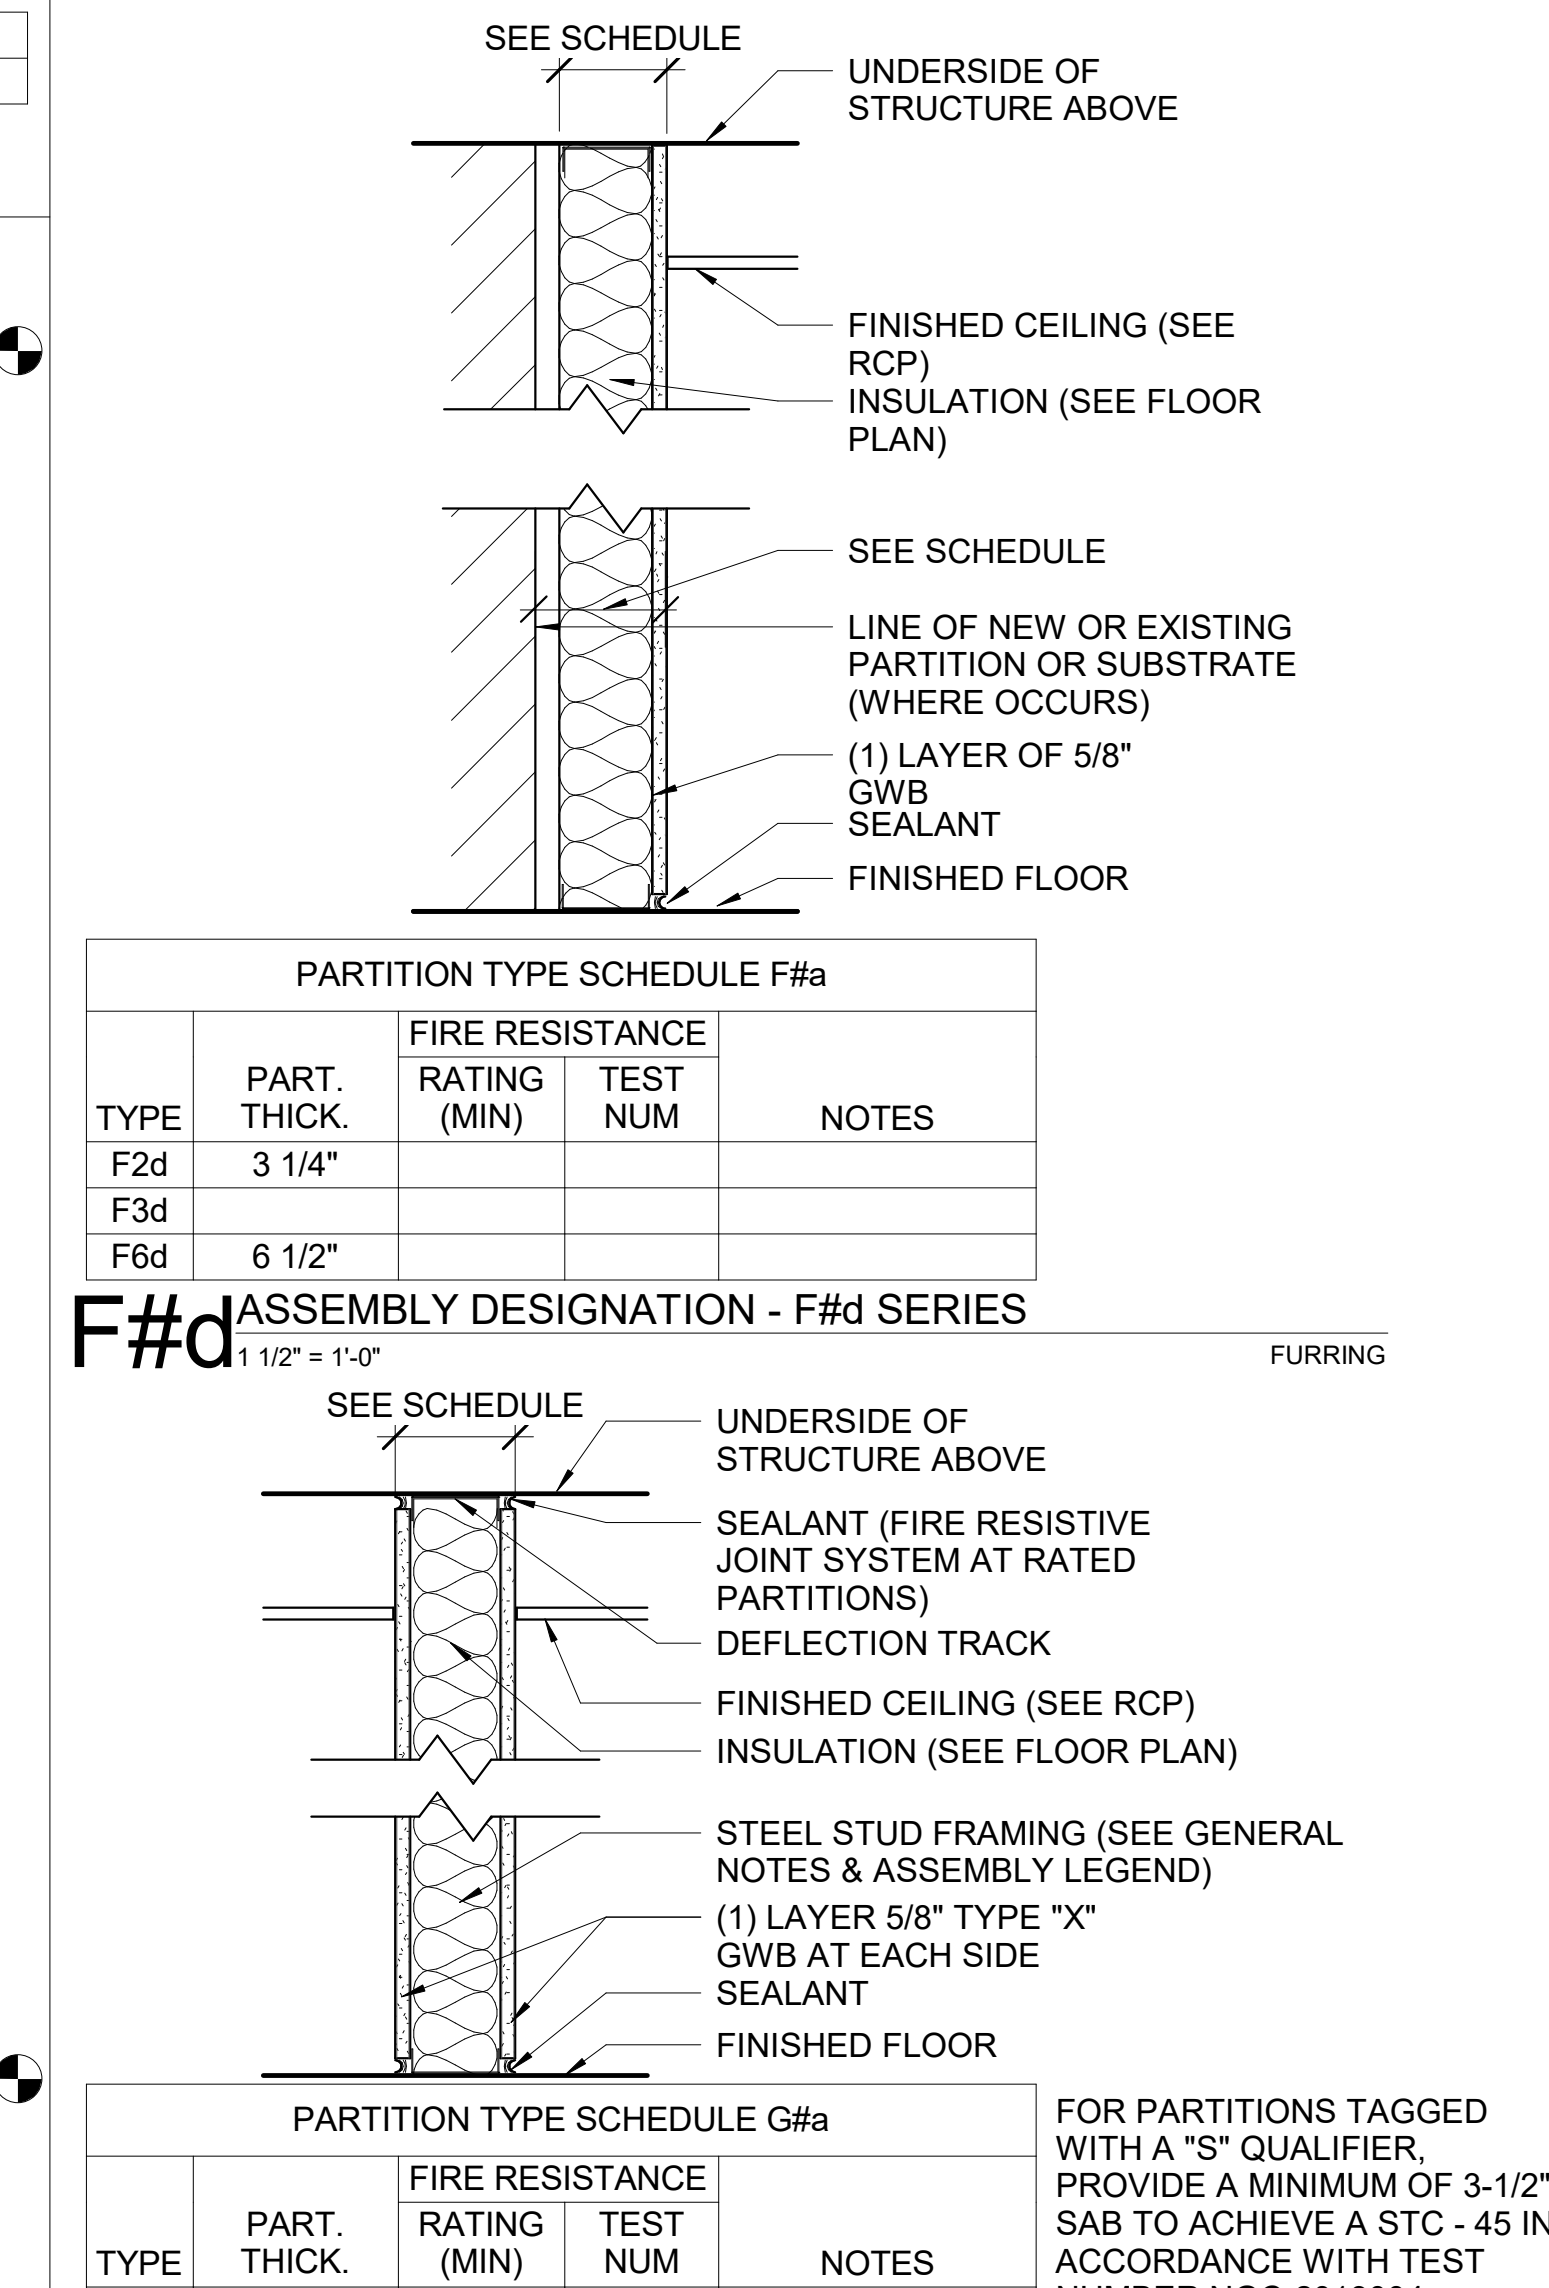 SEE SCHEDULE
UNDERSIDE OF
STRUCTURE ABOVE
FINISHED CEILING (SEE
RCP)
INSULATION (SEE FLOOR
PLAN)
SEE SCHEDULE
LINE OF NEW OR EXISTING
PARTITION OR SUBSTRATE
(WHERE OCCURS)
(1) LAYER OF 5/8"
GWB
SEALANT
FINISHED FLOOR
PARTITION TYPE SCHEDULE F#a
FIRE RESISTANCE
TYPE PART. THICK. RATING (MIN) TEST NUM NOTES
F2d 3 1/4"
F3d
F6d 6 1/2"
F#d ASSEMBLY DESIGNATION - F#d SERIES
1 1/2" = 1'-0" FURRING
SEE SCHEDULE
UNDERSIDE OF
STRUCTURE ABOVE
SEALANT (FIRE RESISTIVE
JOINT SYSTEM AT RATED
PARTITIONS)
DEFLECTION TRACK
FINISHED CEILING (SEE RCP)
INSULATION (SEE FLOOR PLAN)
STEEL STUD FRAMING (SEE GENERAL
NOTES & ASSEMBLY LEGEND)
(1) LAYER 5/8" TYPE "X"
GWB AT EACH SIDE
SEALANT
FINISHED FLOOR
PARTITION TYPE SCHEDULE G#a
FIRE RESISTANCE
TYPE PART. THICK. RATING (MIN) TEST NUM NOTES
FOR PARTITIONS TAGGED
WITH A "S" QUALIFIER,
PROVIDE A MINIMUM OF 3-1/2"
SAB TO ACHIEVE A STC - 45 IN
ACCORDANCE WITH TEST